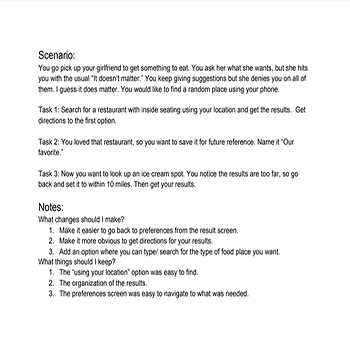 Scenario:
You go pick up your girlfriend to get something to eat. You ask her what she wants, but she hits
you with the usual “It doesn’t matter.” You keep giving suggestions but she denies you on all of
them. I guess it does matter. You would like to find a random place using your phone.
Task 1: Search for a restaurant with inside seating using your location and get the results. Get
directions to the first option.
Task 2: You loved that restaurant, so you want to save it for future reference. Name it “Our
favorite.”
Task 3: Now you want to look up an ice cream spot. You notice the results are too far, so go
back and set it to within 10 miles. Then get your results.
Notes:
What changes should I make?
1. Make it easier to go back to preferences from the result screen.
2. Make it more obvious to get directions for your results.
3. Add an option where you can type/ search for the type of food place you want.
What things should I keep?
1. The “using your location” option was easy to find.
2. The organization of the results.
3. The preferences screen was easy to navigate to what was needed.